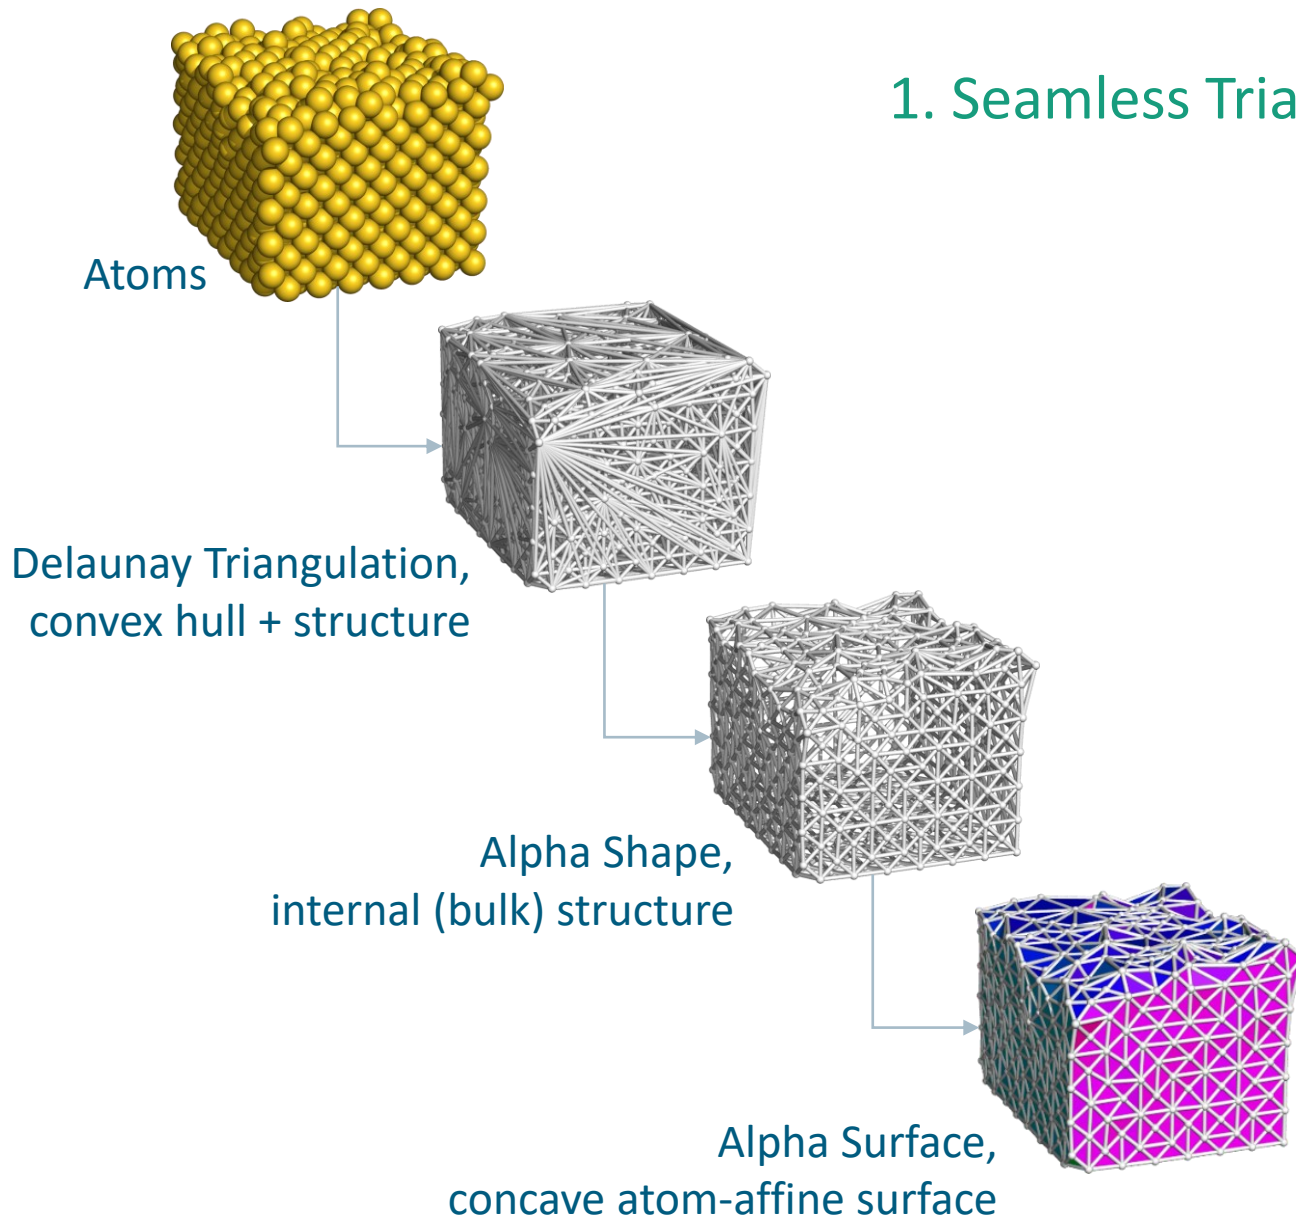 1. Seamless Tria
Atoms
Delaunay Triangulation,
convex hull + structure
Alpha Shape,
internal (bulk) structure
Alpha Surface,
concave atom-affine surface